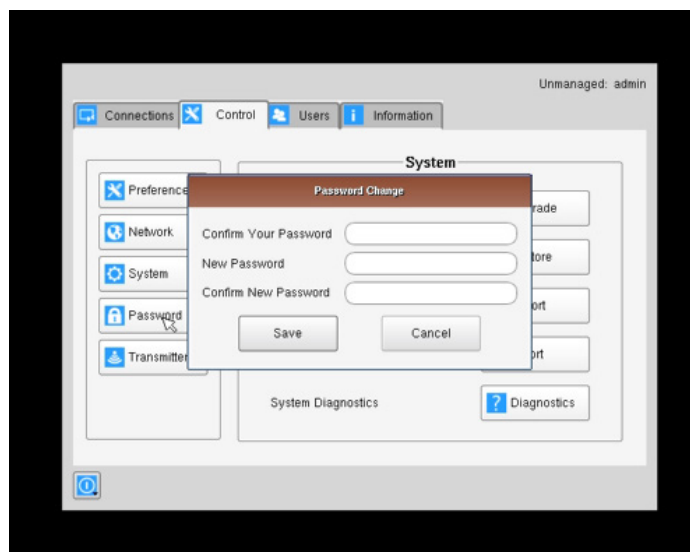 Unmanaged: admin
Connections
Control
Users
Information
System
Preference
Network
System
Password
Transmitter
Password Change
Confirm Your Password
New Password
Confirm New Password
Save
Cancel
rade
tore
ort
ort
System Diagnostics
Diagnostics